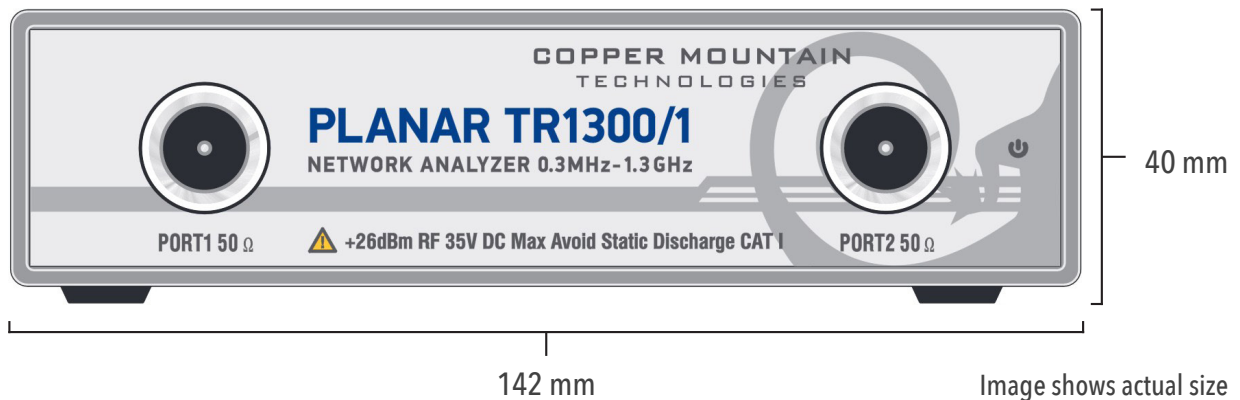 COPPER MOUNTAIN
TECHNOLOGIES
PLANAR TR1300/1
NETWORK ANALYZER 0.3MHz-1.3GHz
PORT1 50 Ω
+26dBm RF 35V DC Max Avoid Static Discharge CAT I
PORT2 50 Ω
40 mm
142 mm
Image shows actual size